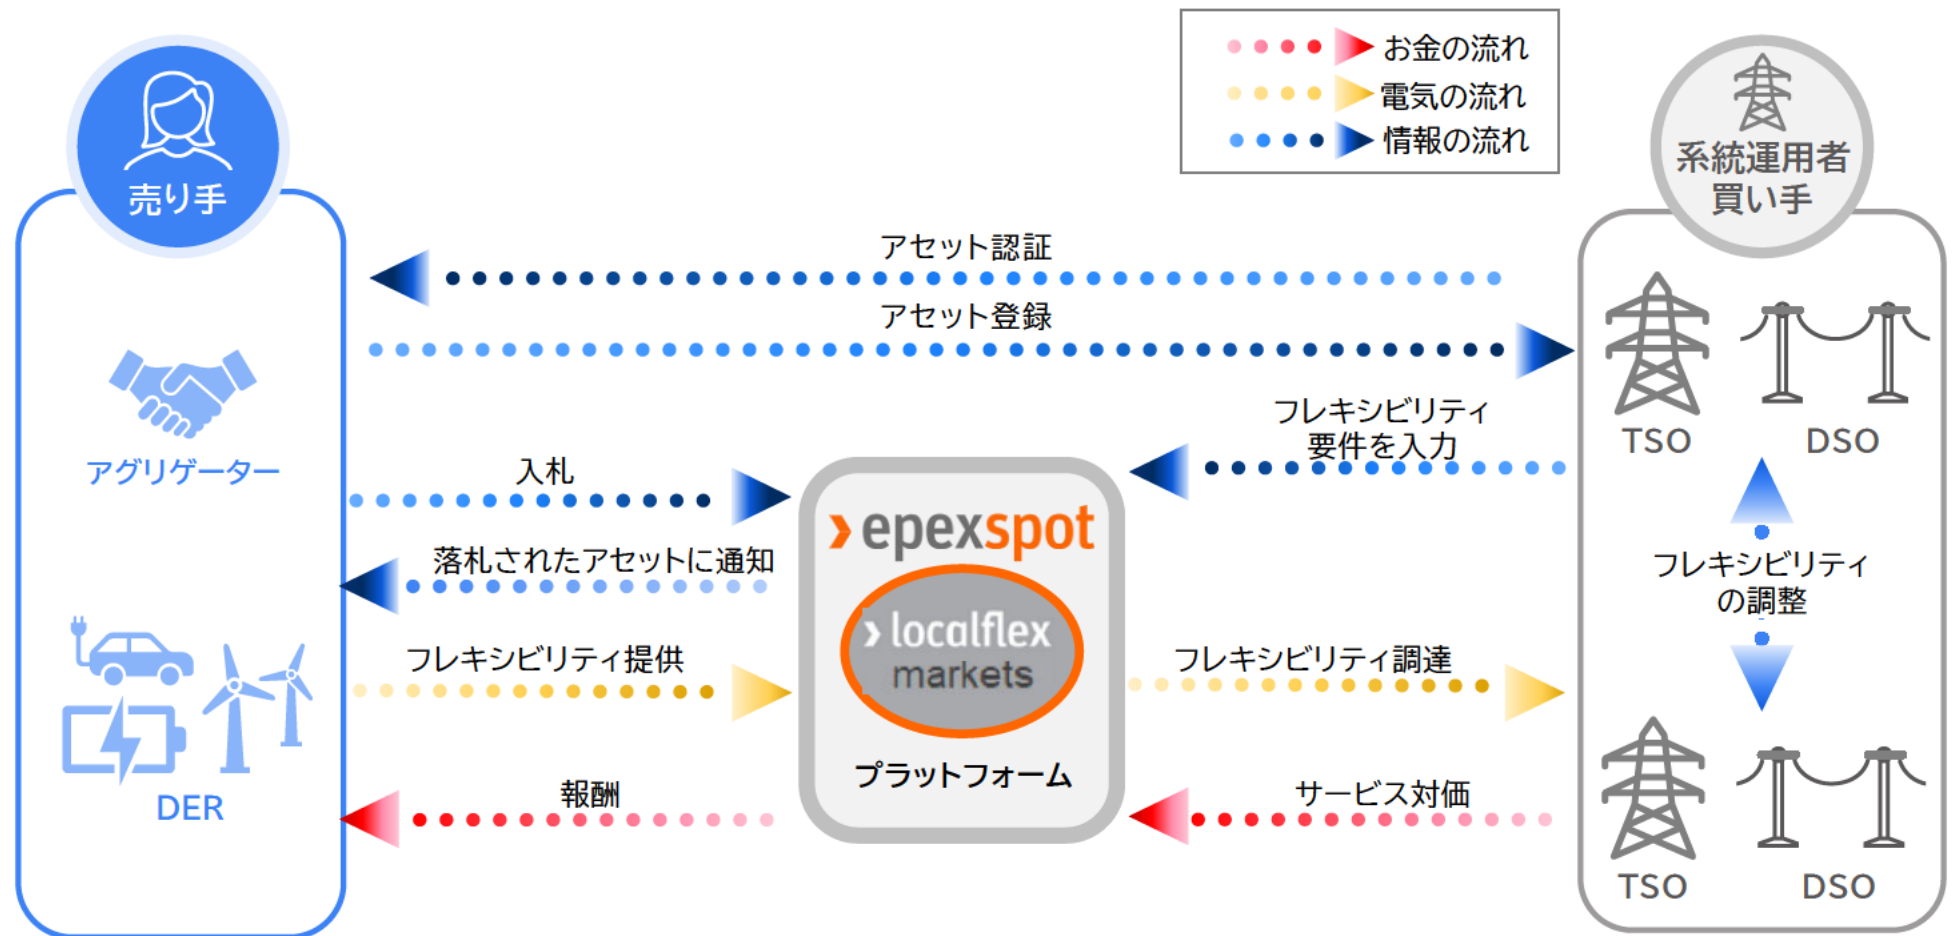 お金の流れ
電気の流れ
情報の流れ
売り手
系統運用者
買い手
アセット認証
アセット登録
アグリゲーター
フレキシビリティ
要件を入力
TSO
DSO
入札
epexspot
落札されたアセットに通知
フレキシビリティ
の調整
localflex
markets
フレキシビリティ提供
フレキシビリティ調達
プラットフォーム
DER
報酬
サービス対価
TSO
DSO